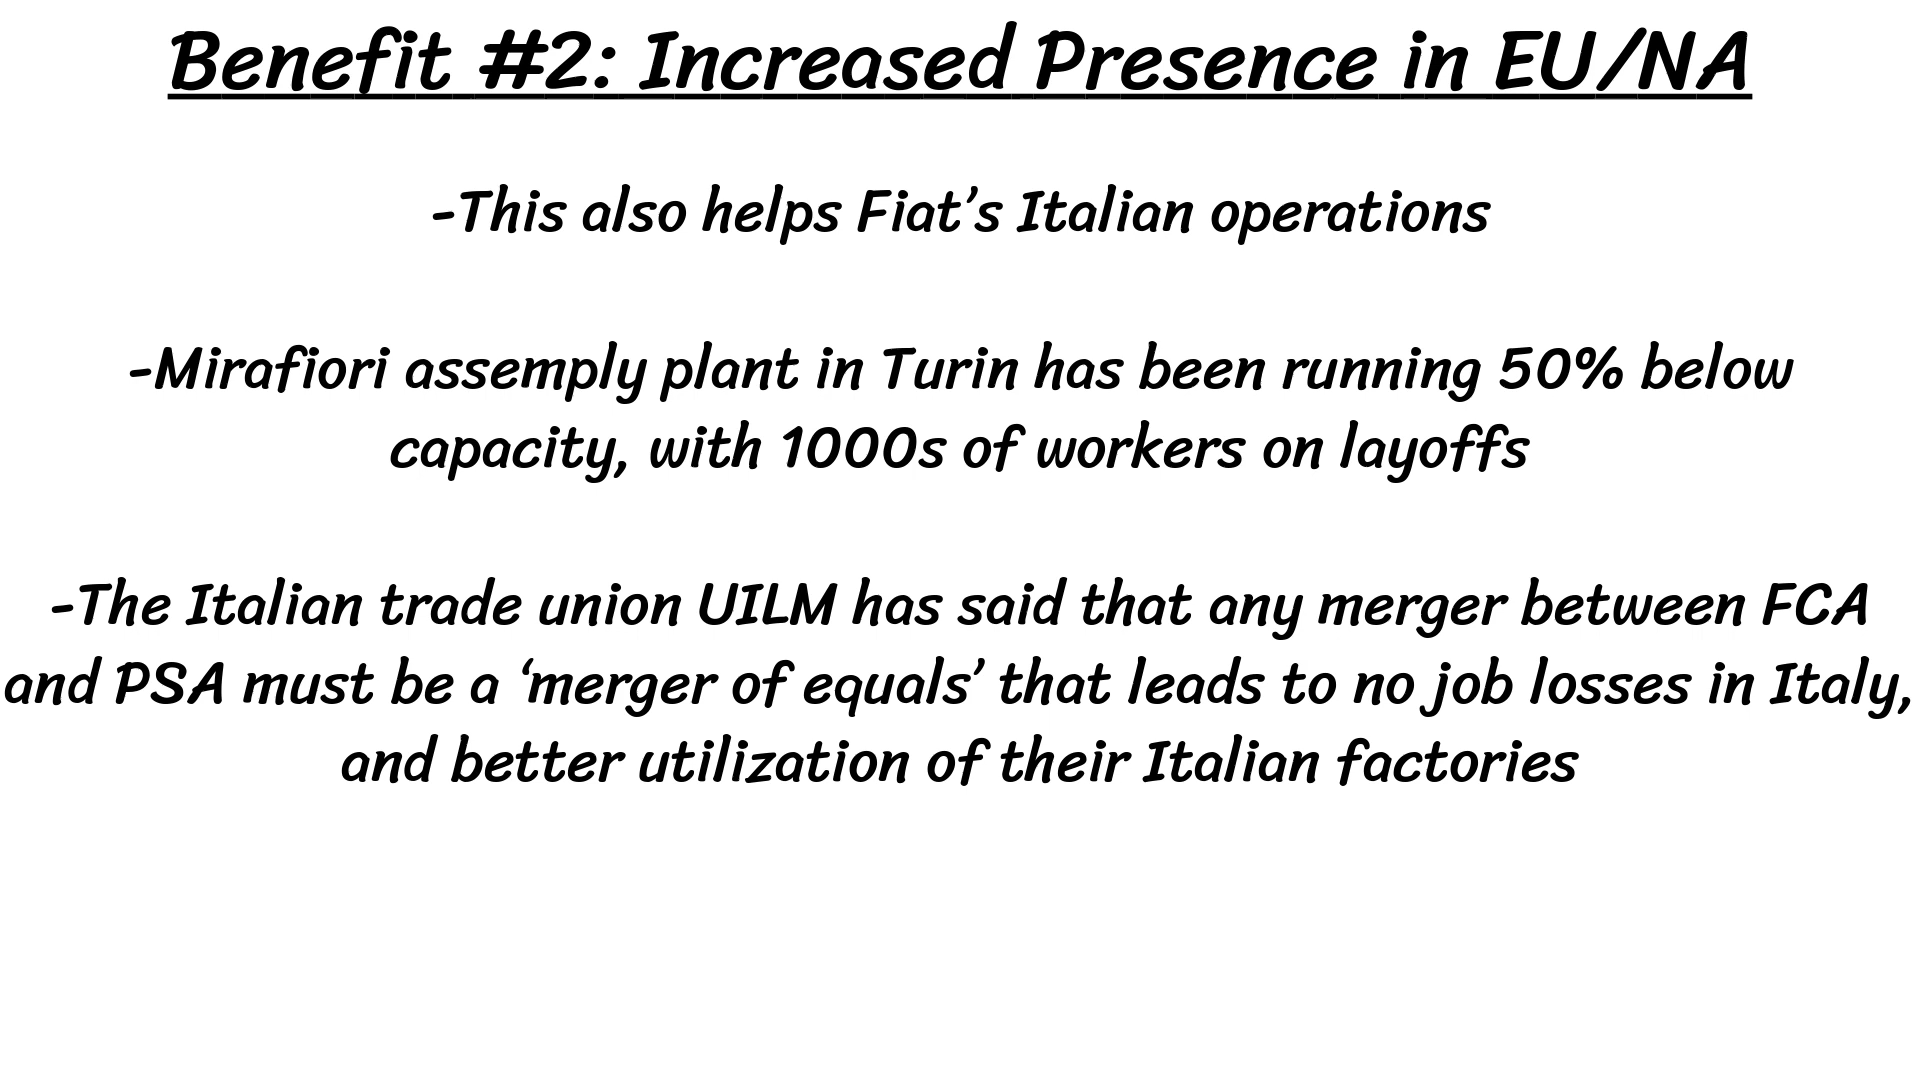 Benefit #2: Increased Presence in EU/NA
-This also helps Fiat’s Italian operations
-Mirafiori assemply plant in Turin has been running 50% below
capacity, with 1000s of workers on layoffs
-The Italian trade union UILM has said that any merger between FCA
and PSA must be a ‘merger of equals’ that leads to no job losses in Italy,
and better utilization of their Italian factories